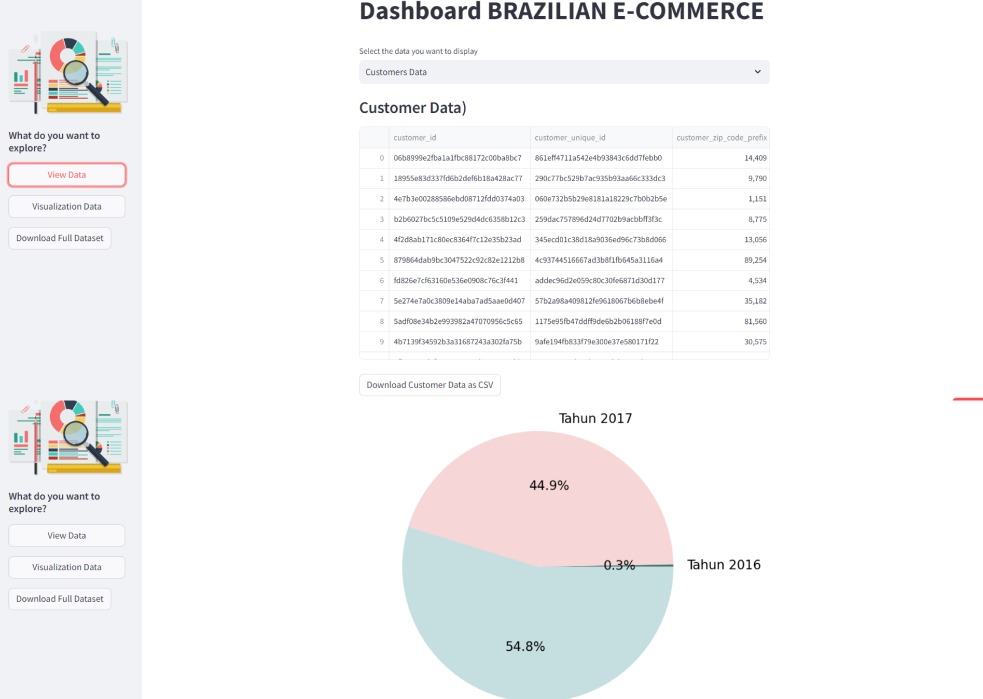 Dashboard BRAZILIAN E-COMMERCE
Select the data you want to display
Customers Data
Customer Data)
customer_id customer_unique_id customer_zip_code_prefix
0 06b8999e2fba1a1fbc88172c00ba8bc7 861eff4711a542e4b93843c6dd7febb0 14,409
1 18955e83d337fd6b2def6b18a428ac77 290c77bc529b7ac935b93aa66c333dc3 9,790
2 4e7b3e00288586ebd08712fdd0374a03 060e732b5b29e8181a18229c7b0b2b5e 1,151
3 b2b6027bc5c5109e529d4dc6358b12c3 259dac757896d24d7702b9acbbff3f3c 8,775
4 4f2d8ab171c80ec8364f7c12e35b23ad 345ecd01c38d18a9036ed96c73b8d066 13,056
5 879864dab9bc3047522c92c82e1212b8 4c93744516667ad3b8f1fb645a3116a4 89,254
6 fd826e7cf63160e536e0908c76c3f441 addec96d2e059c80c30fe6871d30d177 4,534
7 5e274e7a0c3809e14aba7ad5aae0d407 57b2a98a409812fe9618067b6b8ebe4f 35,182
8 5adf08e34b2e993982a47070956c5c65 1175e95fb47ddff9de6b2b06188f7e0d 81,560
9 4b7139f34592b3a31687243a302fa75b 9afe194fb833f79e300e37e580171f22 30,575
Download Customer Data as CSV
What do you want to
explore?
View Data
Visualization Data
Download Full Dataset
What do you want to
explore?
View Data
Visualization Data
Download Full Dataset
Tahun 2017
44.9%
0.3%
Tahun 2016
54.8%